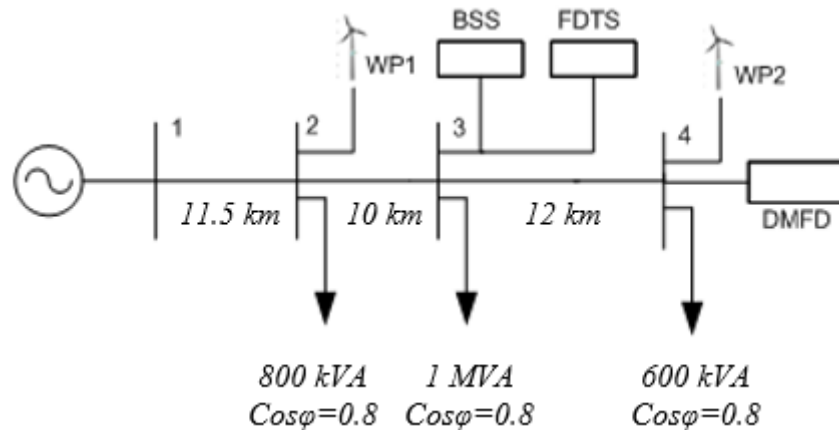 BSS FDTS
WP1 WP2
1 2 3 4
11.5 km 10 km 12 km
DMFD
800 kVA 1 MVA 600 kVA
Cosφ=0.8 Cosφ=0.8 Cosφ=0.8